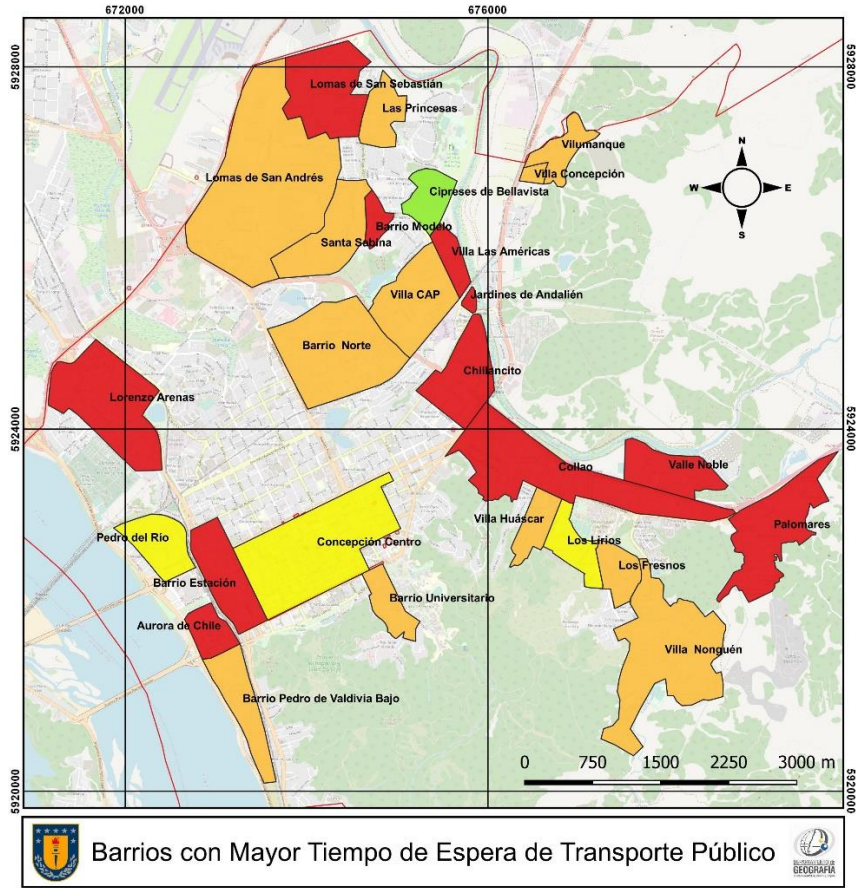 672000
676000
5928000
5928000
Lomas de San Sebastián
Las Princesas
Vilumanque
Villa Concepción
Lomas de San Andrés
Cipreses de Bellavista
N
W
E
S
Barrio Modelo
Santa Sabina
Villa Las Américas
Villa CAP
Jardines de Andalién
Barrio Norte
Chillancito
Lorenzo Arenas
5924000
5924000
Collao
Valle Noble
Villa Huáscar
Palomares
Pedro del Río
Concepción Centro
Los Lirios
Barrio Estación
Los Fresnos
Barrio Universitario
Aurora de Chile
Villa Nonguén
Barrio Pedro de Valdivia Bajo
0 750 1500 2250 3000 m
5920000
5920000
672000
676000
Barrios con Mayor Tiempo de Espera de Transporte Público
GEOGRAFÍA